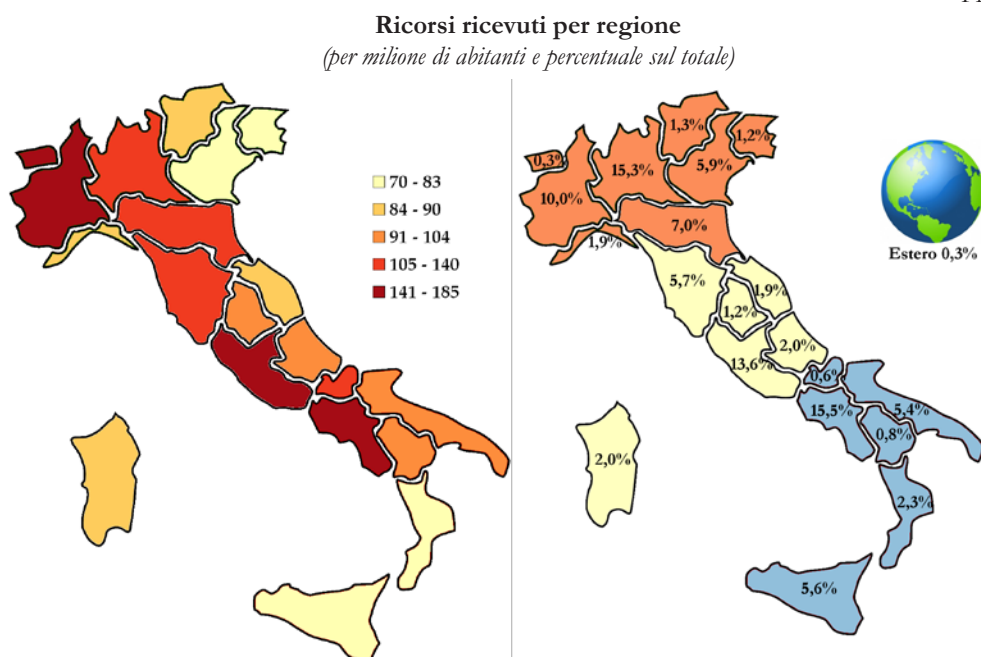 Ricorsi ricevuti per regione
(per milione di abitanti e percentuale sul totale)
70 - 83
84 - 90
91 - 104
105 - 140
141 - 185
1,3%
1,2%
0,3%
15,3%
5,9%
10,0%
7,0%
1,9%
Estero 0,3%
5,7%
1,9%
1,2%
2,0%
13,6%
0,6%
15,5%
5,4%
0,8%
2,0%
2,3%
5,6%